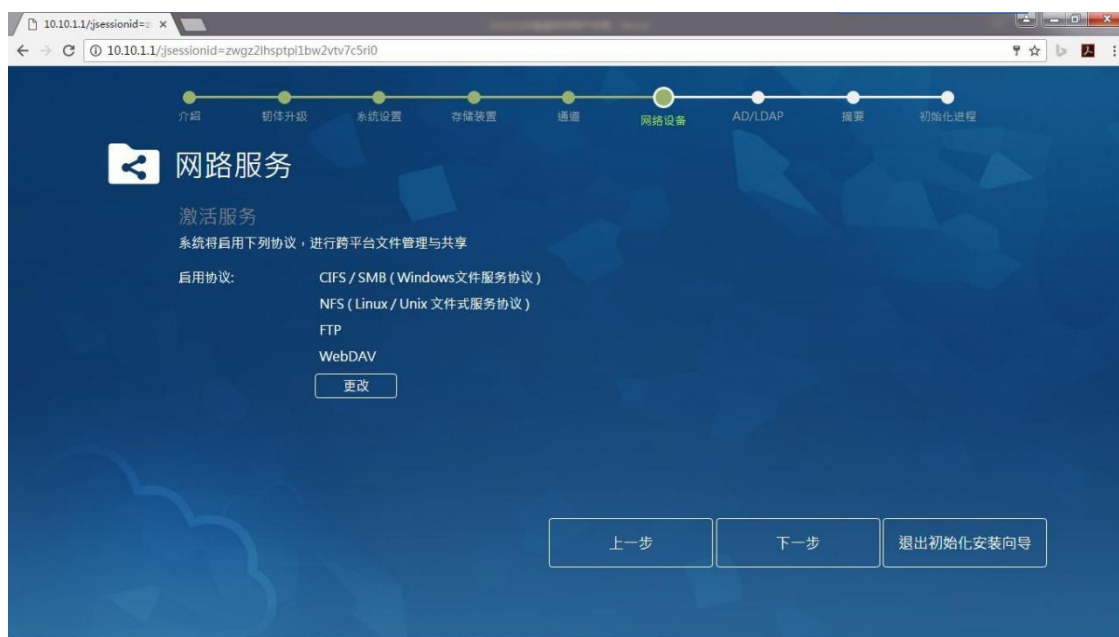 10.10.1.1/;jsessionid=z
10.10.1.1/;jsessionid=zwgz2lhsptpi1bw2vtv7c5ri0
介紹 韧体升级 系统设置 存储装置 通道 网络设备 AD/LDAP 摘要 初始化进程
网路服务
激活服务
系统将启用下列协议，进行跨平台文件管理与共享
启用协议: CIFS / SMB ( Windows文件服务协议 )
NFS ( Linux / Unix 文件式服务协议 )
FTP
WebDAV
更改
上一步 下一步 退出初始化安装向导